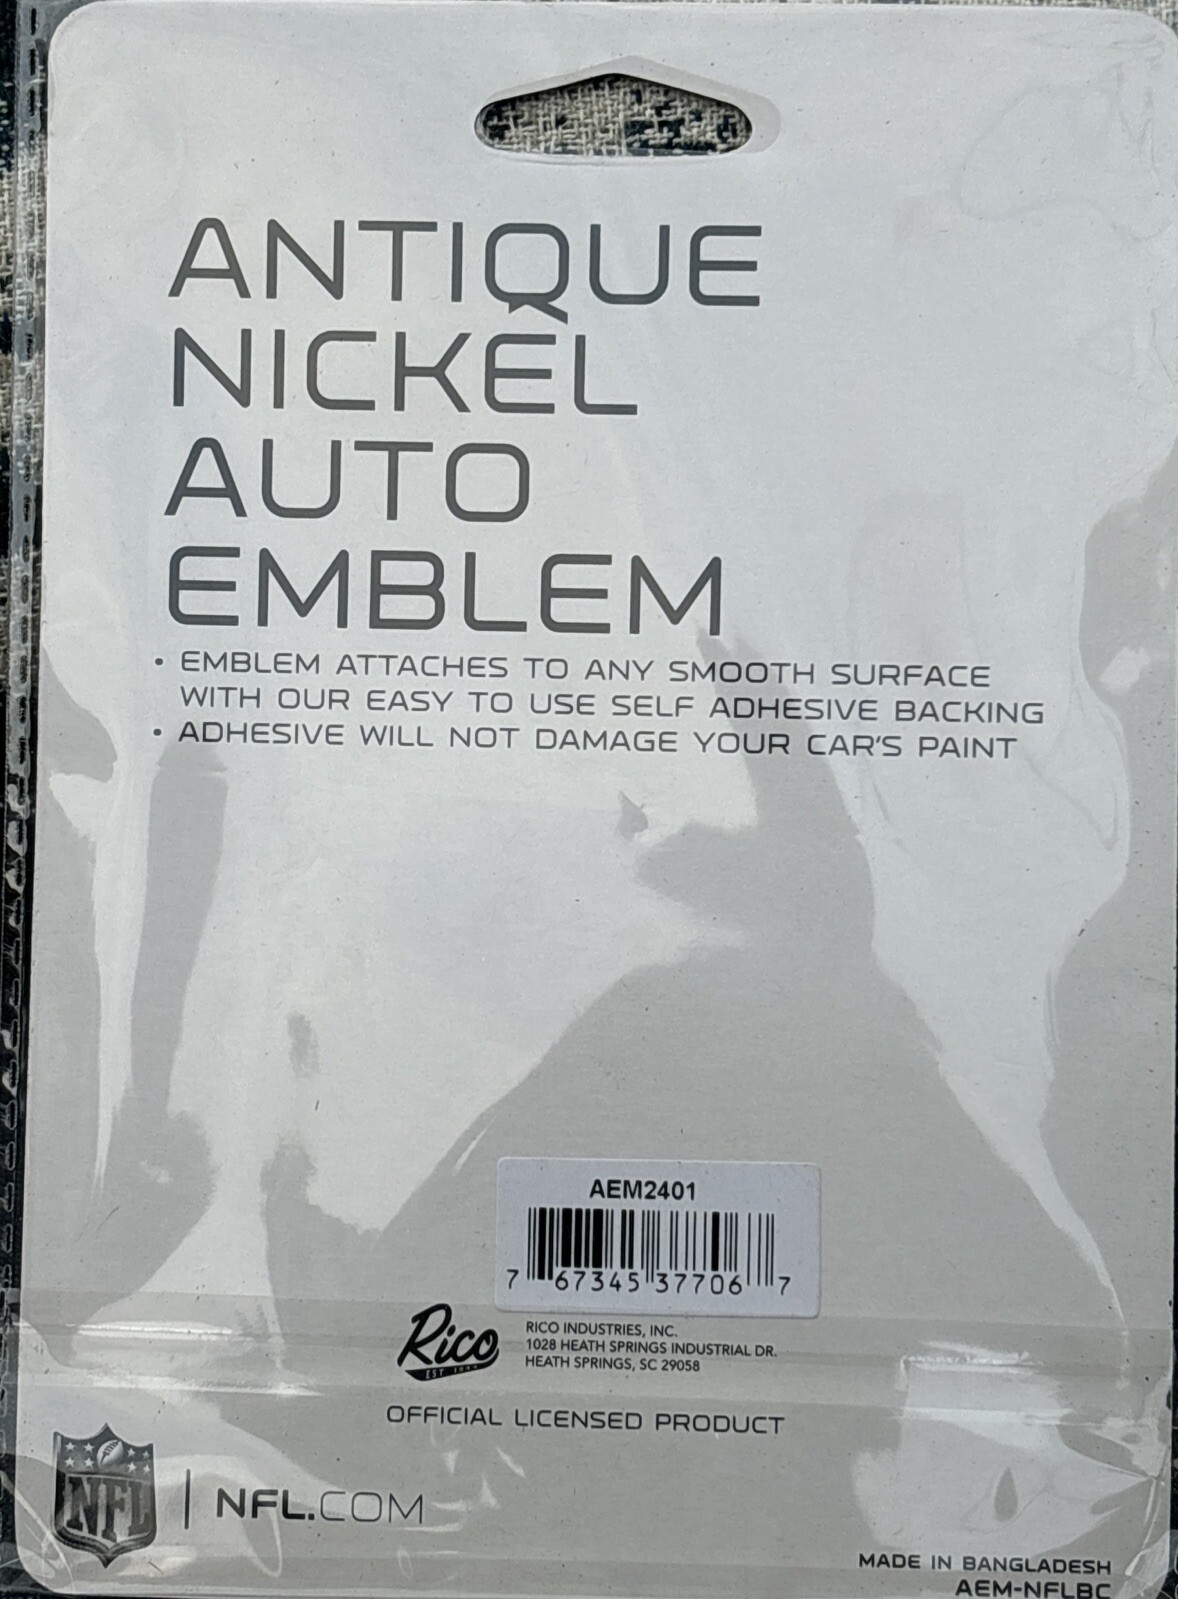 ANTIQUE
NICKEL
AUTO
EMBLEM
• EMBLEM ATTACHES TO ANY SMOOTH SURFACE
WITH OUR EASY TO USE SELF ADHESIVE BACKING
• ADHESIVE WILL NOT DAMAGE YOUR CAR'S PAINT
AEM2401
7 67345 37706 7
Rico
RICO INDUSTRIES, INC.
1028 HEATH SPRINGS INDUSTRIAL DR.
HEATH SPRINGS, SC 29058
OFFICIAL LICENSED PRODUCT
NFL | NFL.COM
MADE IN BANGLADESH
AEM-NFLBC